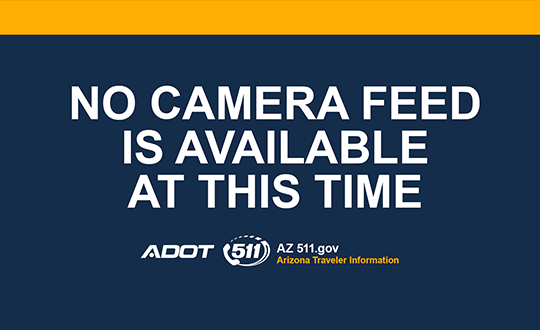 NO CAMERA FEED
IS AVAILABLE
AT THIS TIME
ADOT 511 AZ 511.gov
Arizona Traveler Information